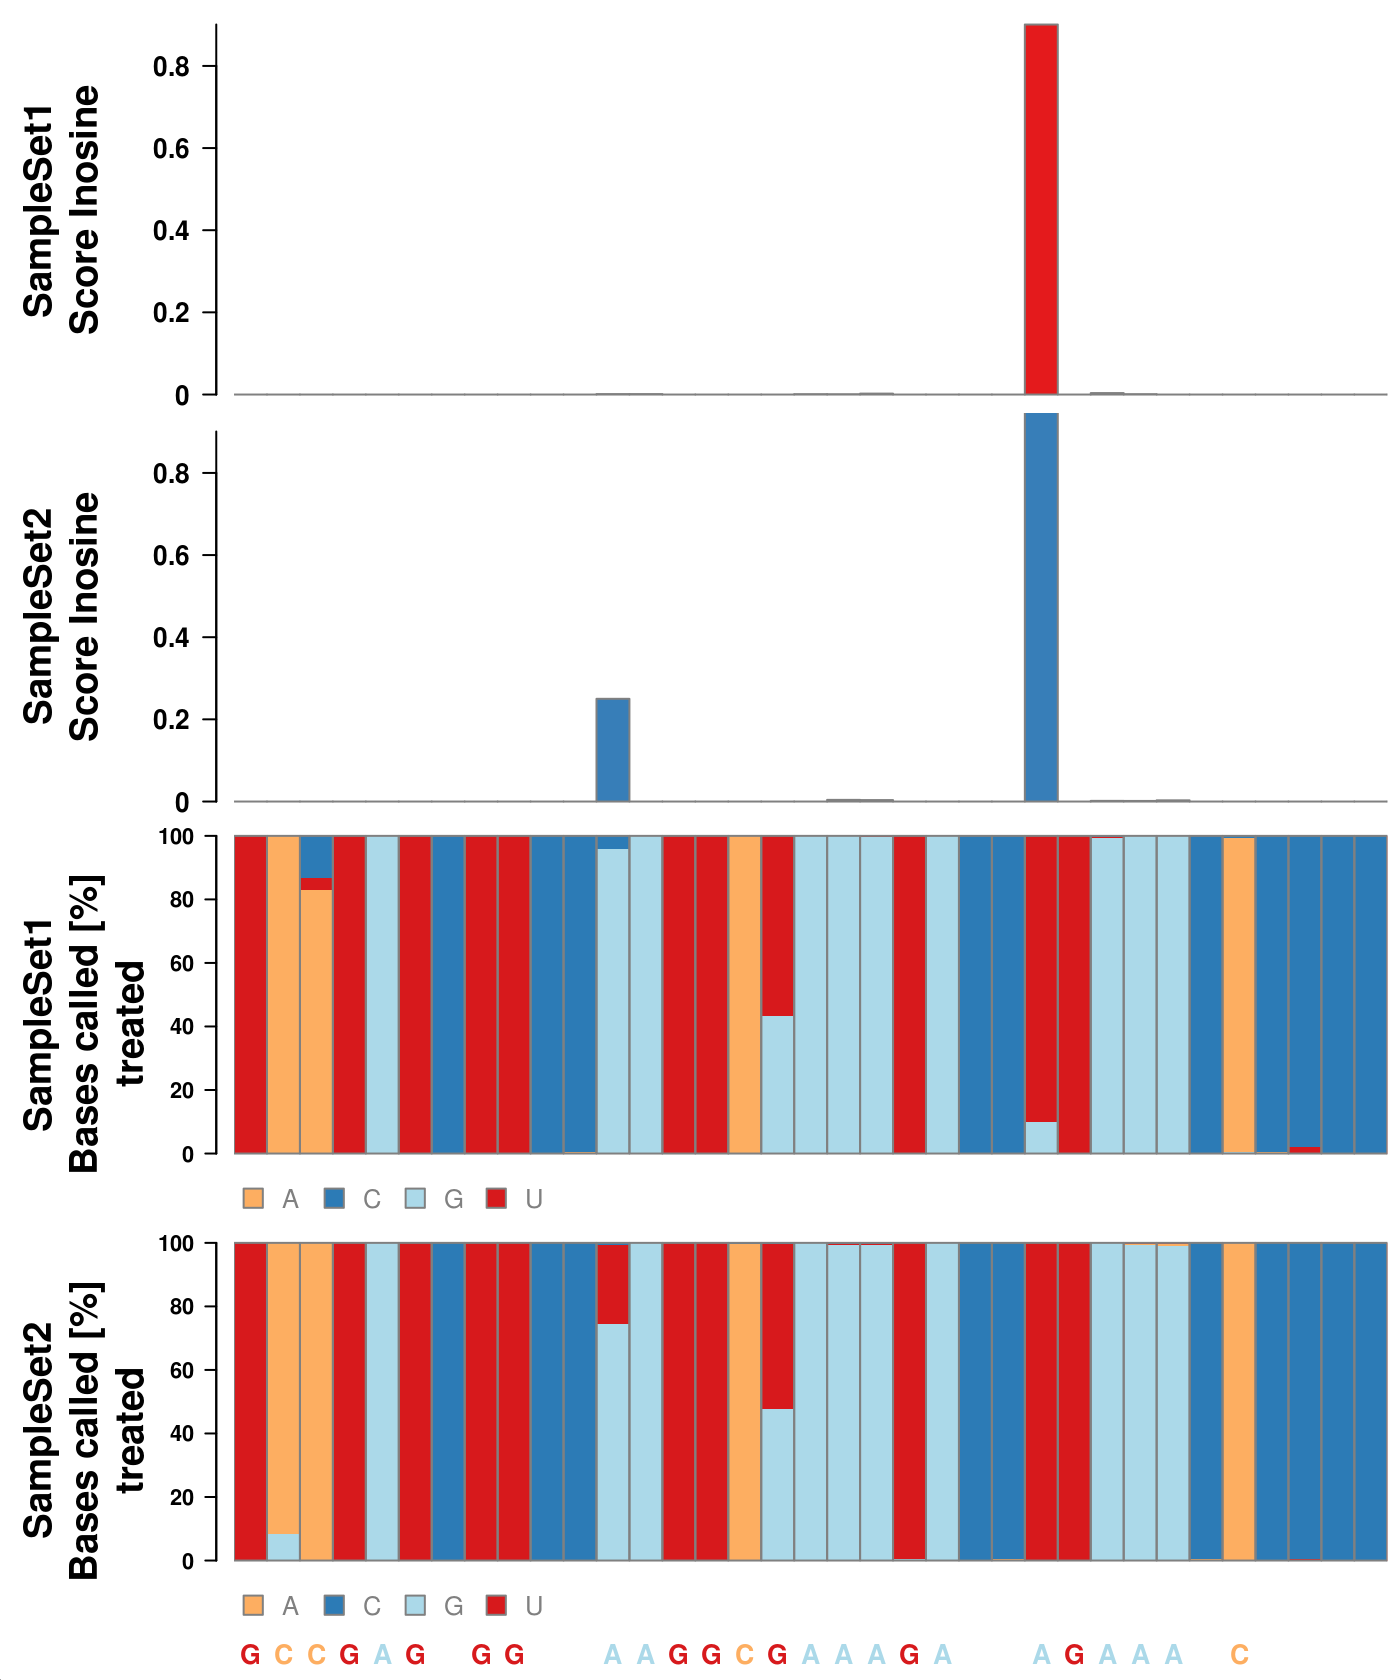 SampleSet1
Score Inosine
0.8
0.6
0.4
0.2
0
SampleSet2
Score Inosine
0.8
0.6
0.4
0.2
0
SampleSet1
Bases called [%]
treated
100
80
60
40
20
0
A C G U
SampleSet2
Bases called [%]
treated
100
80
60
40
20
0
A C G U
G C C G A G G G A A G G C G A A A G A A G A A A C